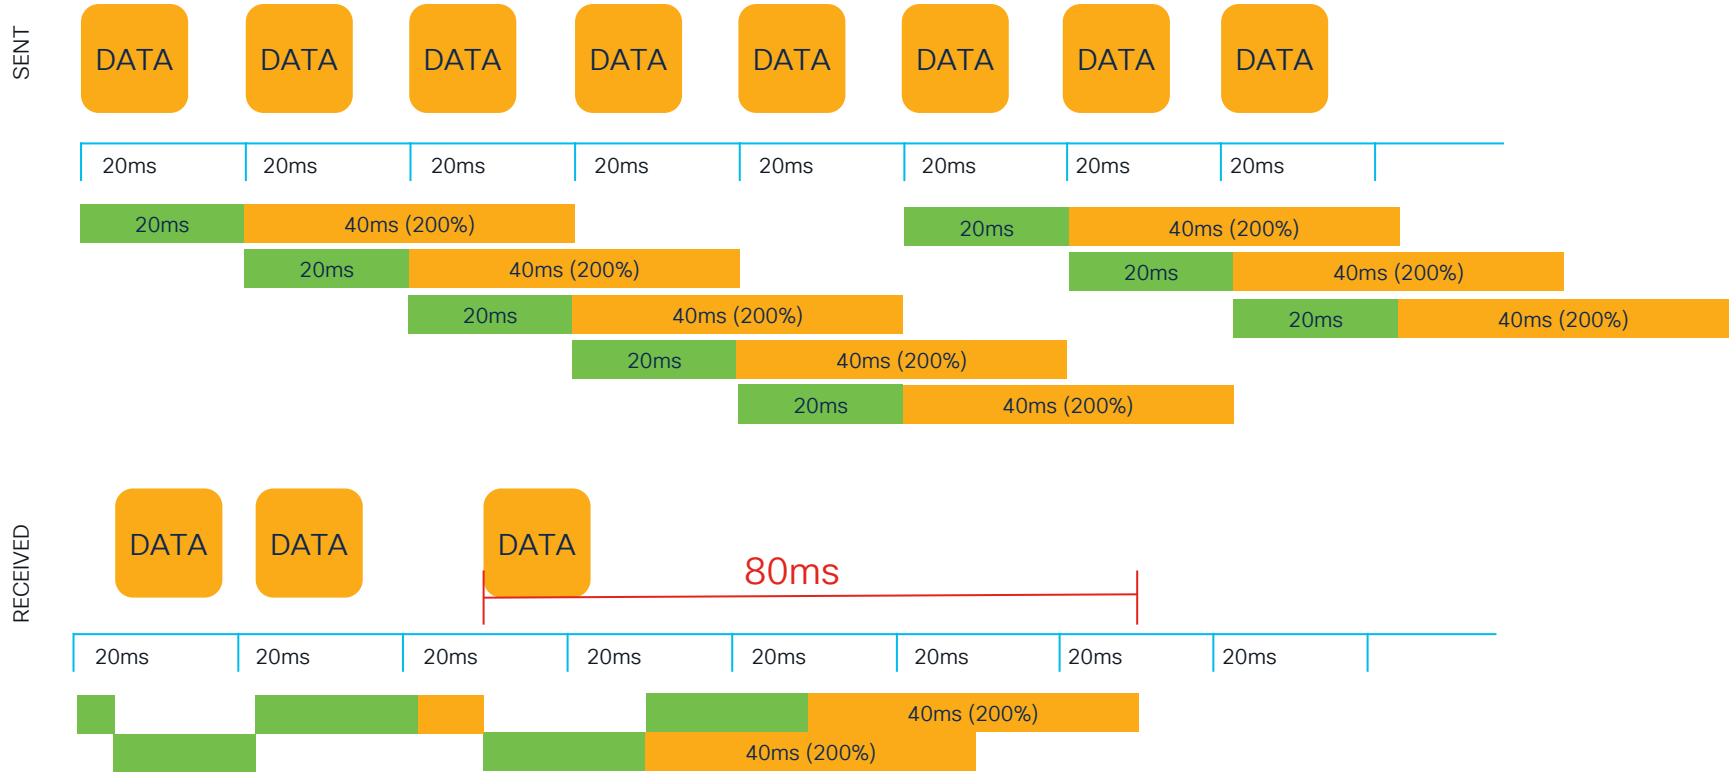 SENT
DATA DATA DATA DATA DATA DATA DATA DATA
20ms 20ms 20ms 20ms 20ms 20ms 20ms 20ms
20ms 40ms (200%) 20ms 40ms (200%)
20ms 40ms (200%) 20ms 40ms (200%)
20ms 40ms (200%) 20ms 40ms (200%)
20ms 40ms (200%)
20ms 40ms (200%)
RECEIVED
DATA DATA DATA
80ms
20ms 20ms 20ms 20ms 20ms 20ms 20ms 20ms
40ms (200%)
40ms (200%)